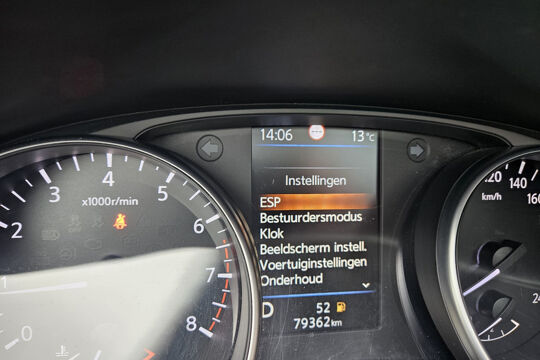 14:06 13°C
Instellingen
ESP
Bestuurdersmodus
Klok
Beeldscherm instell.
Voertuiginstellingen
Onderhoud
D 52
79362 km
x1000r/min
0
2
3
4
5
6
7
8
120
140
160
km/h